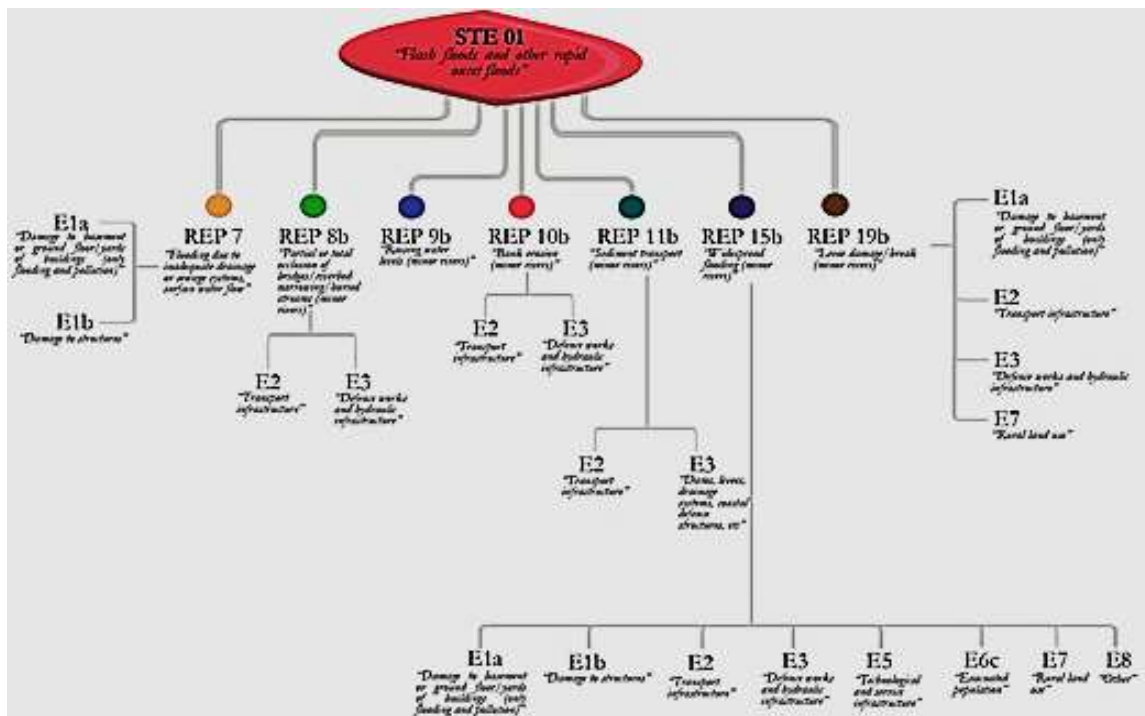 STE 01
"Flash floods and other rapid
onset floods"
REP 7
"Flooding due to
inadequate drainage
or sewage systems,
surface water flow"
REP 8b
"Partial or total
occlusion of
bridges/riverbed
narrowing/buried
streams (minor
rivers)"
REP 9b
water
levels (minor rivers)"
REP 10b
"Bank erosion
(minor rivers)"
REP 11b
"Sediment transport
(minor rivers)"
REP 15b
"Widespread
flooding (minor
rivers)"
REP 19b
"Levee damage/break
(minor rivers)"
E1a
"Damage to basement
or ground floor/yards
of buildings (only
flooding and pollution)"
E1b
"Damage to structures"
E2
"Transport
infrastructure"
E3
"Defence works
and hydraulic
infrastructure"
E2
"Transport
infrastructure"
E3
"Defence works
and hydraulic
infrastructure"
E2
"Transport
infrastructure"
E3
"Dams, levees,
drainage
systems, coastal
defence
structures, etc"
E1a
"Damage to basement
or ground floor/yards
of buildings (only
flooding and pollution)"
E2
"Transport infrastructure"
E3
"Defence works and hydraulic
infrastructure"
E7
"Rural land use"
E1a
"Damage to basement
or ground floor/yards
of buildings (only
flooding and pollution)"
E1b
"Damage to structures"
E2
"Transport
infrastructure"
E3
"Defence works
and hydraulic
infrastructure"
E5
"Technological
and service
infrastructure"
E6c
"Evacuated
population"
E7
"Rural land
use"
E8
"Other"